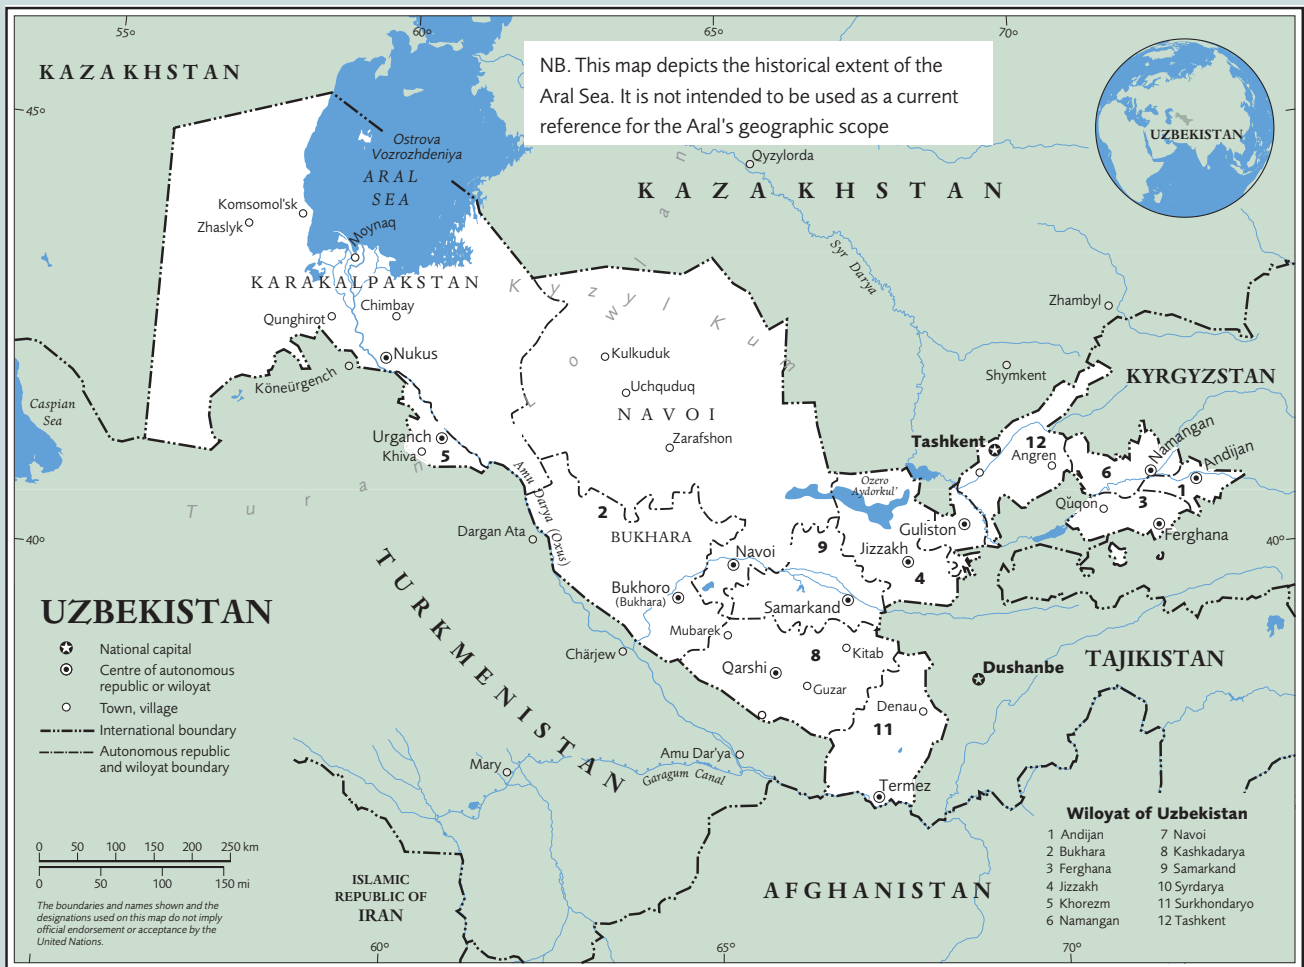 55°
60°
65°
70°
KAZAKHSTAN
NB. This map depicts the historical extent of the
Aral Sea. It is not intended to be used as a current
reference for the Aral's geographic scope
45°
UZBEKISTAN
Ostrova
Vozrozhdeniya
ARAL
SEA
Qyzylorda
KAZAKHSTAN
Komsomol'sk
Zhaslyk
Moynaq
Syr Darya
KARAKALPAKSTAN
Kyzyl Kum
Turan Lowlan
Chimbay
Qunghirot
Zhambyl
Nukus
Kulkuduk
Shymkent
KYRGYZSTAN
Köneürgench
Uchquduq
Caspian
Sea
NAVOI
Urganch
Khiva
5
Zarafshon
Tashkent
12
Angren
Namangan
Andijan
6
1
3
Qŭqon
Ferghana
Amu Darya (Oxus)
Ozero
Aydorkul'
2
BUKHARA
Guliston
Dargan Ata
40°
40°
9
Jizzakh
4
Navoi
Bukhoro
(Bukhara)
Samarkand
TURKMENISTAN
Mubarek
Chärjew
8
Kitab
Qarshi
Guzar
Dushanbe
TAJIKISTAN
Denau
11
Amu Dar'ya
Mary
Garagum Canal
Termez
UZBEKISTAN
National capital
Centre of autonomous
republic or wiloyat
Town, village
International boundary
Autonomous republic
and wiloyat boundary
0 50 100 150 200 250 km
0 50 100 150 mi
The boundaries and names shown and the
designations used on this map do not imply
official endorsement or acceptance by the
United Nations.
ISLAMIC
REPUBLIC OF
IRAN
AFGHANISTAN
Wiloyat of Uzbekistan
1 Andijan
2 Bukhara
3 Ferghana
4 Jizzakh
5 Khorezm
6 Namangan
7 Navoi
8 Kashkadarya
9 Samarkand
10 Syrdarya
11 Surkhondaryo
12 Tashkent
60°
65°
70°